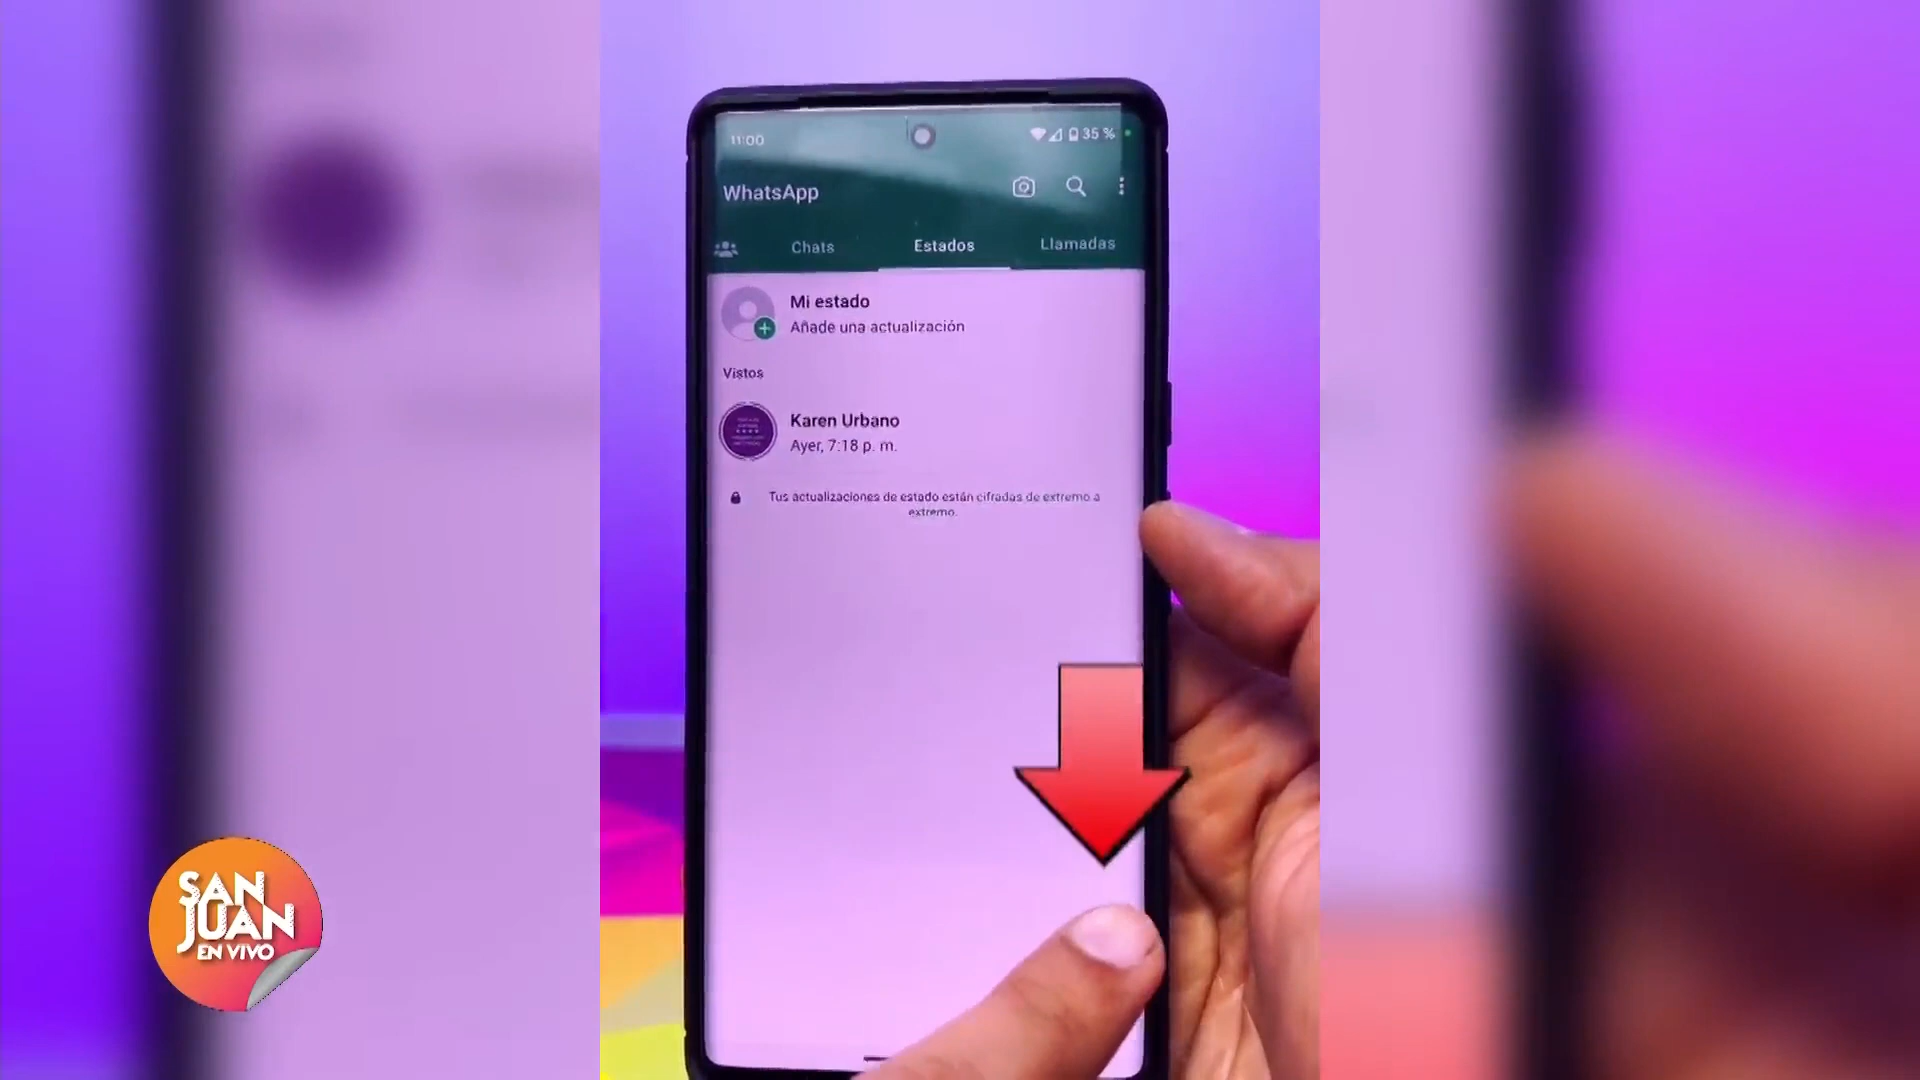 11:00
35 %
WhatsApp
Chats
Estados
Llamadas
Mi estado
Añade una actualización
Vistos
Karen Urbano
Ayer, 7:18 p. m.
Tus actualizaciones de estado están cifradas de extremo a
extremo.
SAN
JUAN
EN VIVO